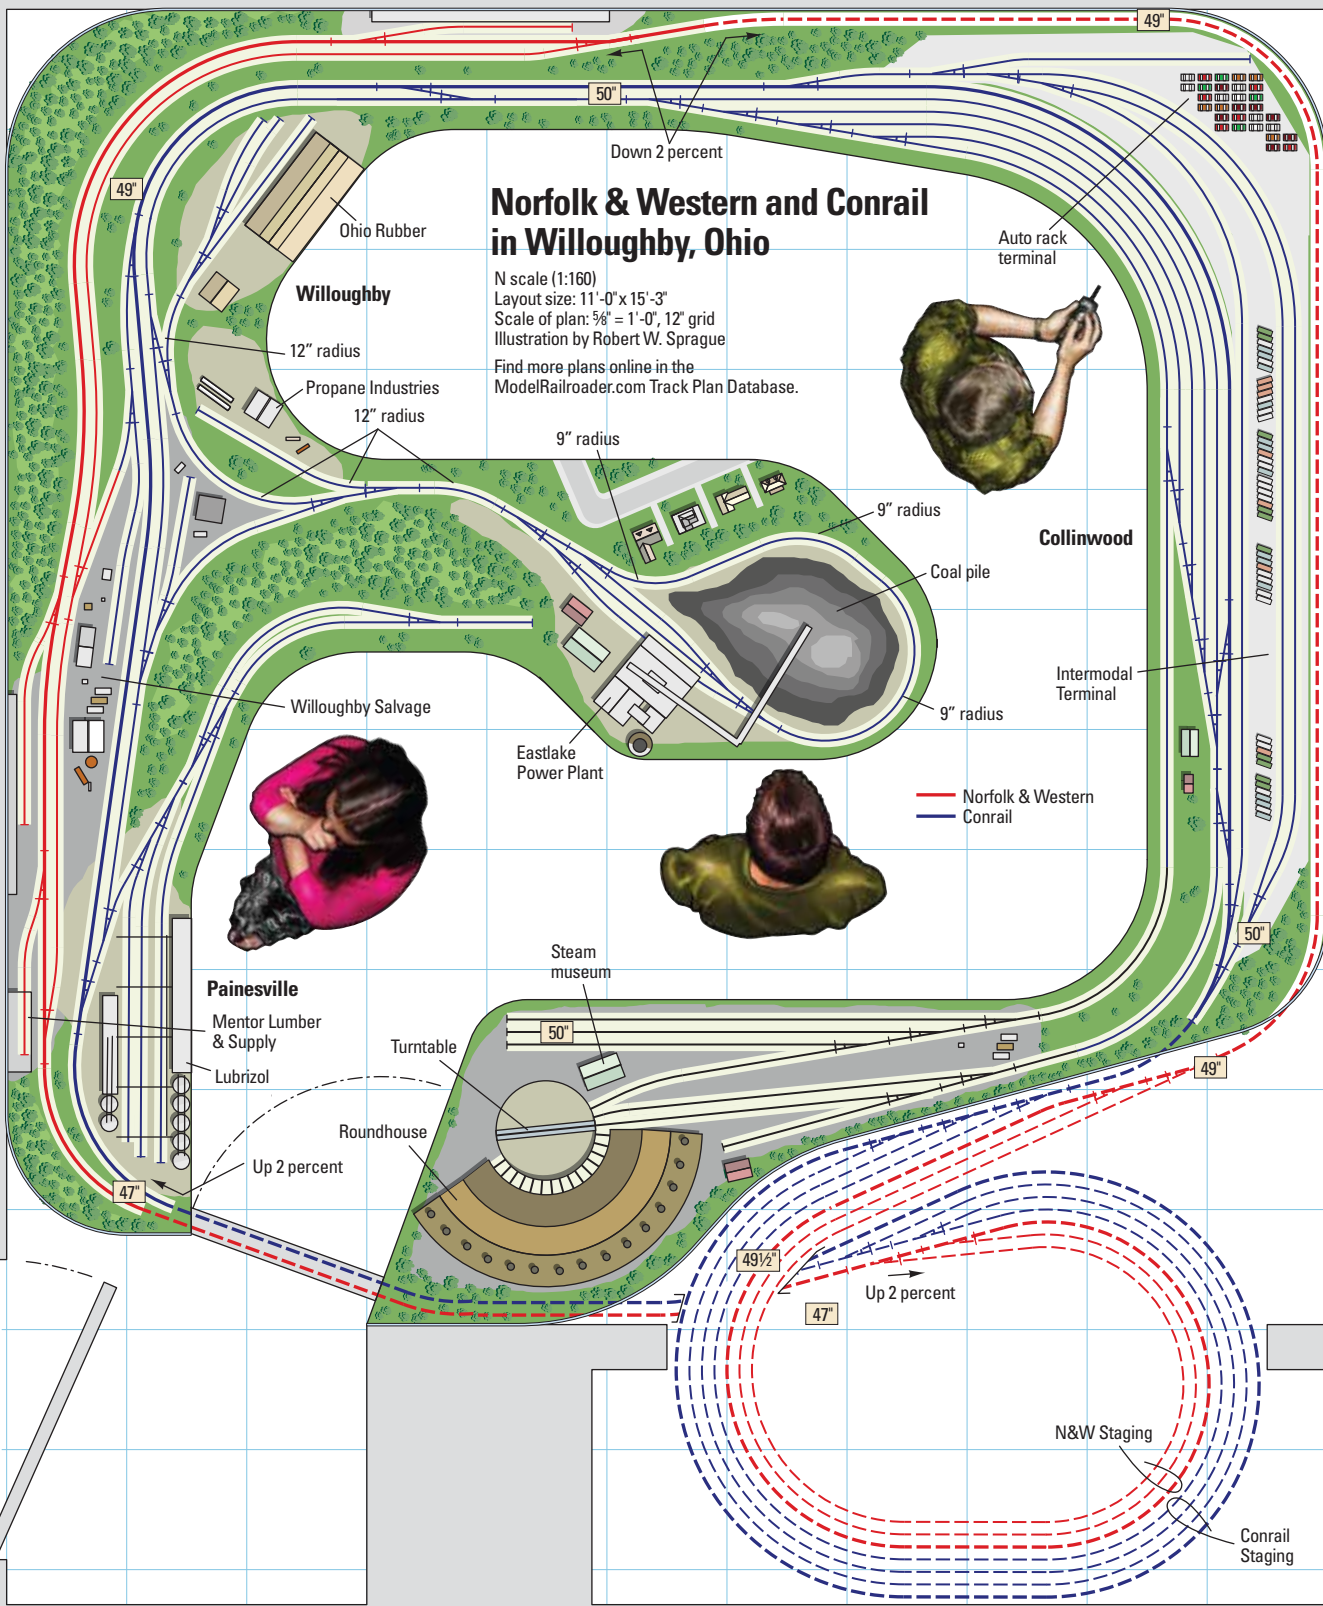 49"
50"
Down 2 percent
49"
Ohio Rubber
Norfolk & Western and Conrail
in Willoughby, Ohio
N scale (1:160)
Layout size: 11'-0" x 15'-3"
Scale of plan: ⅝" = 1'-0", 12" grid
Illustration by Robert W. Sprague
Find more plans online in the
ModelRailroader.com Track Plan Database.
Auto rack
terminal
Willoughby
12" radius
Propane Industries
12" radius
9" radius
9" radius
Collinwood
Coal pile
Intermodal
Terminal
Willoughby Salvage
9" radius
Eastlake
Power Plant
Norfolk & Western
Conrail
50"
Steam
museum
Painesville
Mentor Lumber
& Supply
Lubrizol
50"
Turntable
49"
Roundhouse
Up 2 percent
47"
49½"
Up 2 percent
47"
N&W Staging
Conrail
Staging